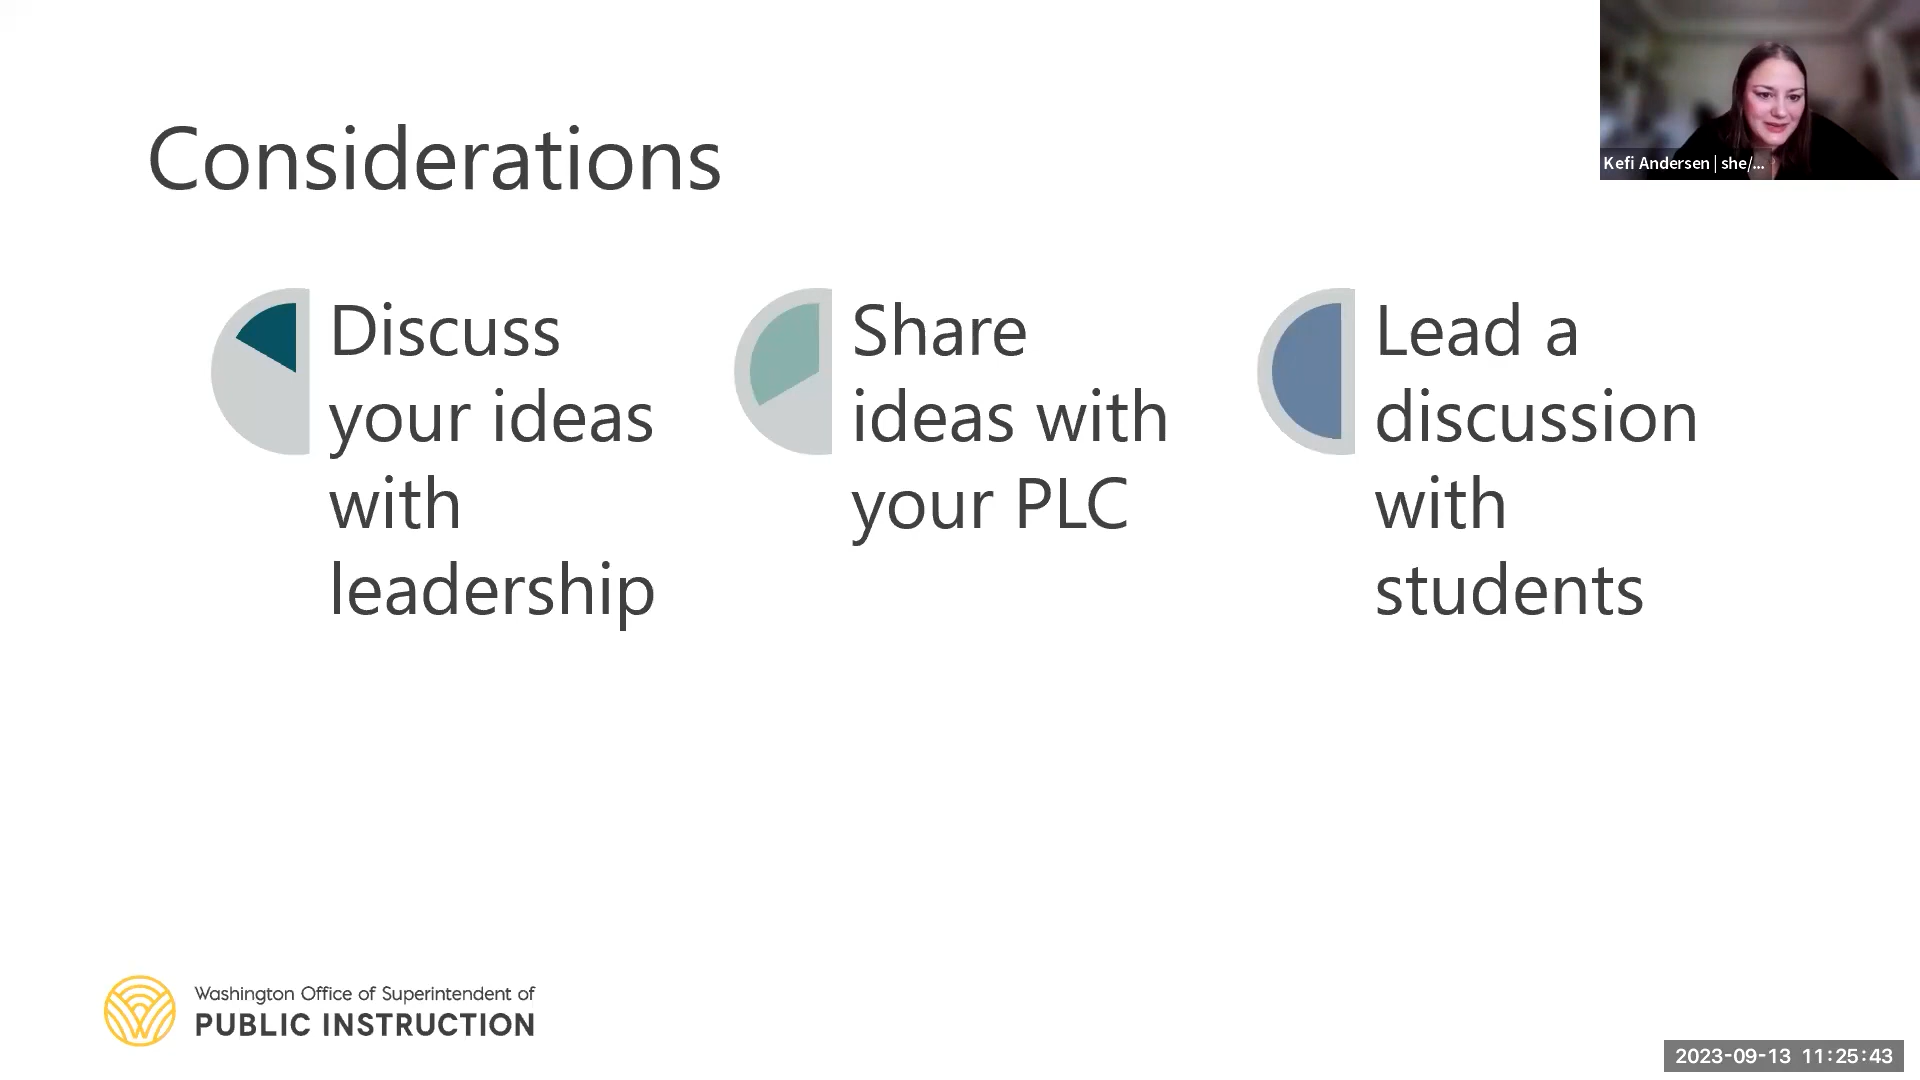 Considerations
Discuss
your ideas
with
leadership
Share
ideas with
your PLC
Lead a
discussion
with
students
Kefi Andersen | she/...
Washington Office of Superintendent of
PUBLIC INSTRUCTION
2023-09-13 11:25:43